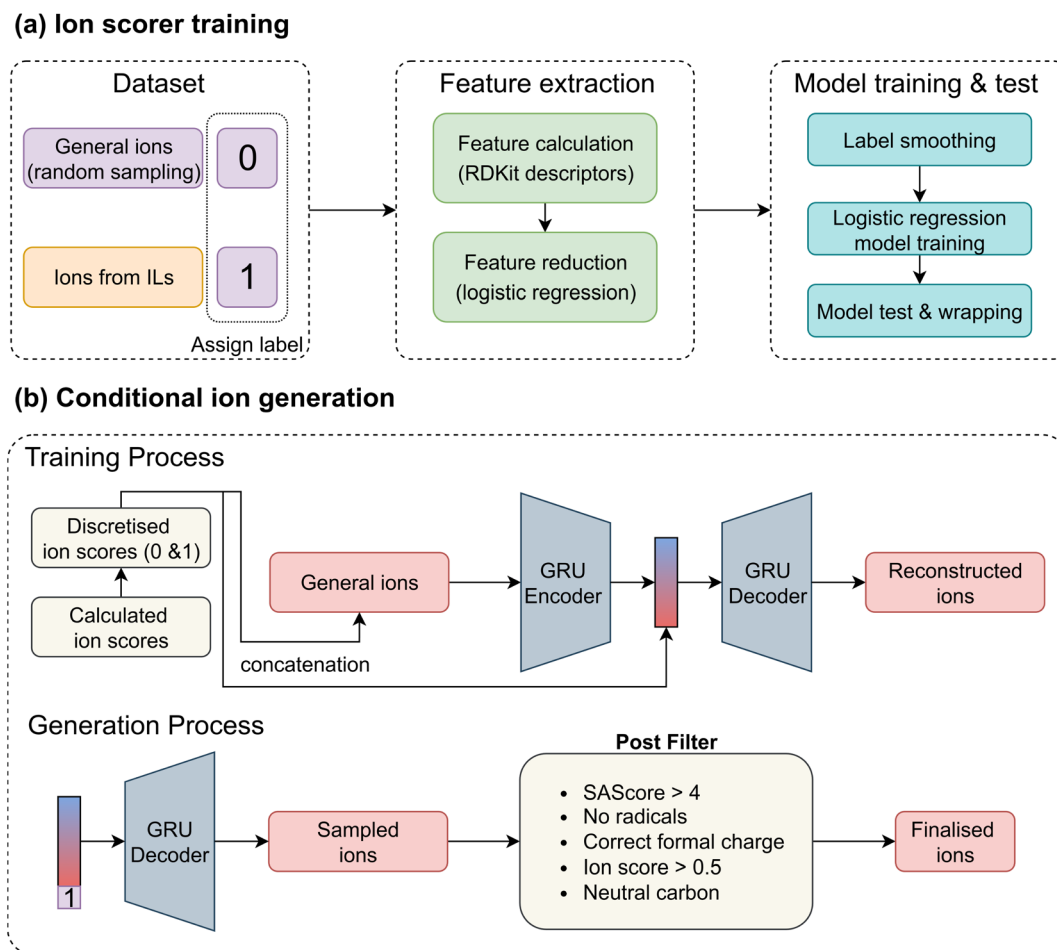 (a) Ion scorer training
Dataset
General ions
(random sampling)
0
Ions from ILs
1
Assign label
Feature extraction
Feature calculation
(RDKit descriptors)
Feature reduction
(logistic regression)
Model training & test
Label smoothing
Logistic regression
model training
Model test & wrapping
(b) Conditional ion generation
Training Process
Discretised
ion scores (0 &1)
Calculated
ion scores
concatenation
General ions
GRU
Encoder
GRU
Decoder
Reconstructed
ions
Generation Process
1
GRU
Decoder
Sampled
ions
Post Filter
• SAScore > 4
• No radicals
• Correct formal charge
• Ion score > 0.5
• Neutral carbon
Finalised
ions